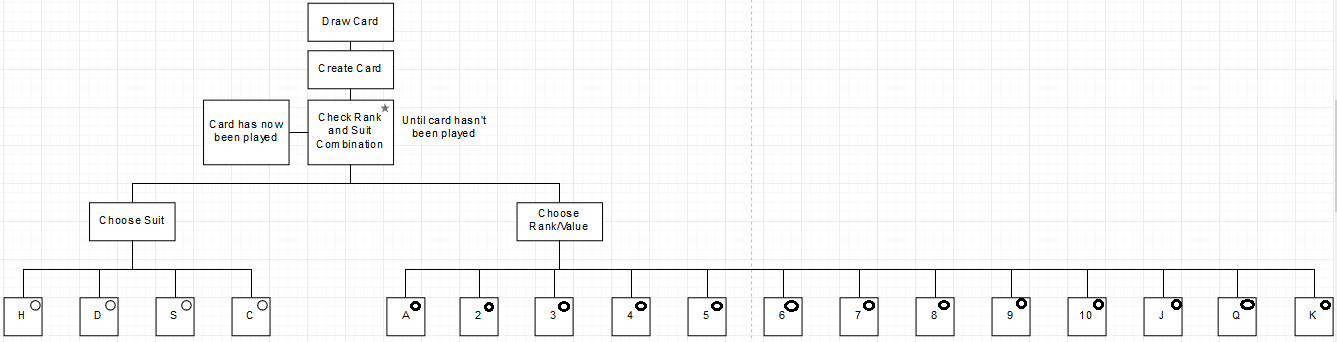 Draw Card
Create Card
Card has now
been played
Check Rank
and Suit
Combination
Until card hasn't
been played
Choose Suit
Choose
Rank/Value
H
D
S
C
A
2
3
4
5
6
7
8
9
10
J
Q
K